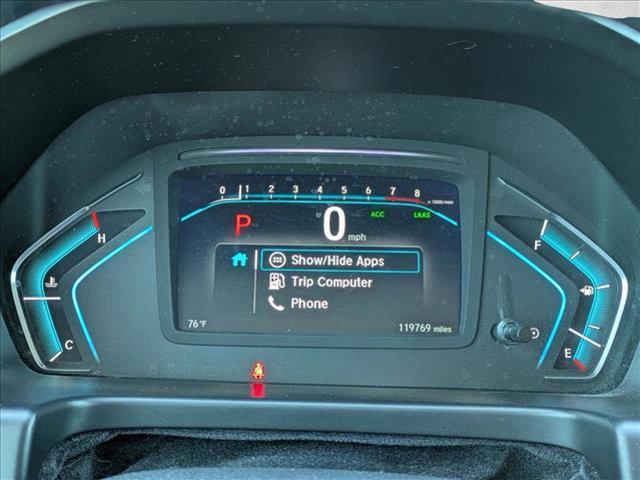 0 1 2 3 4 5 6 7 8 x 1000r/min
P 0 ACC LKAS
mph
H F
Show/Hide Apps
Trip Computer
Phone
C E
76°F 119769 miles